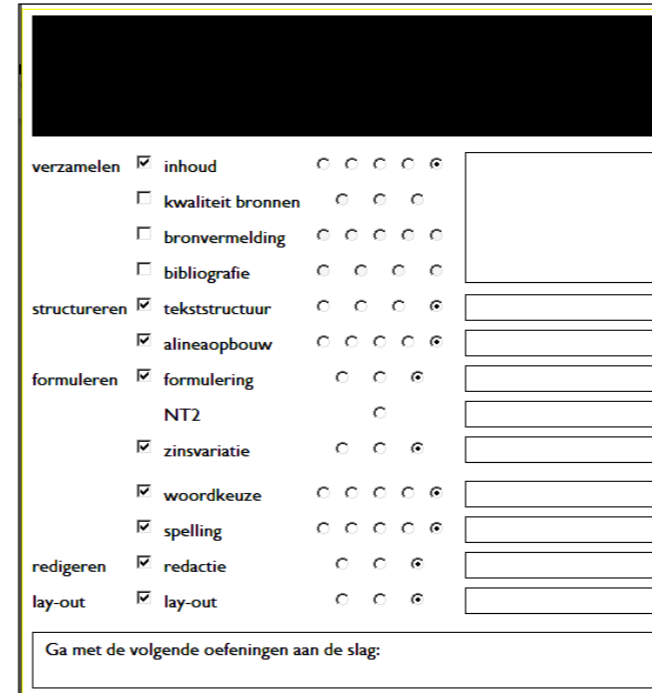 verzamelen inhoud
kwaliteit bronnen
bronvermelding
bibliografie
structureren tekststructuur
alineaopbouw
formuleren formulering
NT2
zinsvariatie
woordkeuze
spelling
redigeren redactie
lay-out lay-out
Ga met de volgende oefeningen aan de slag: